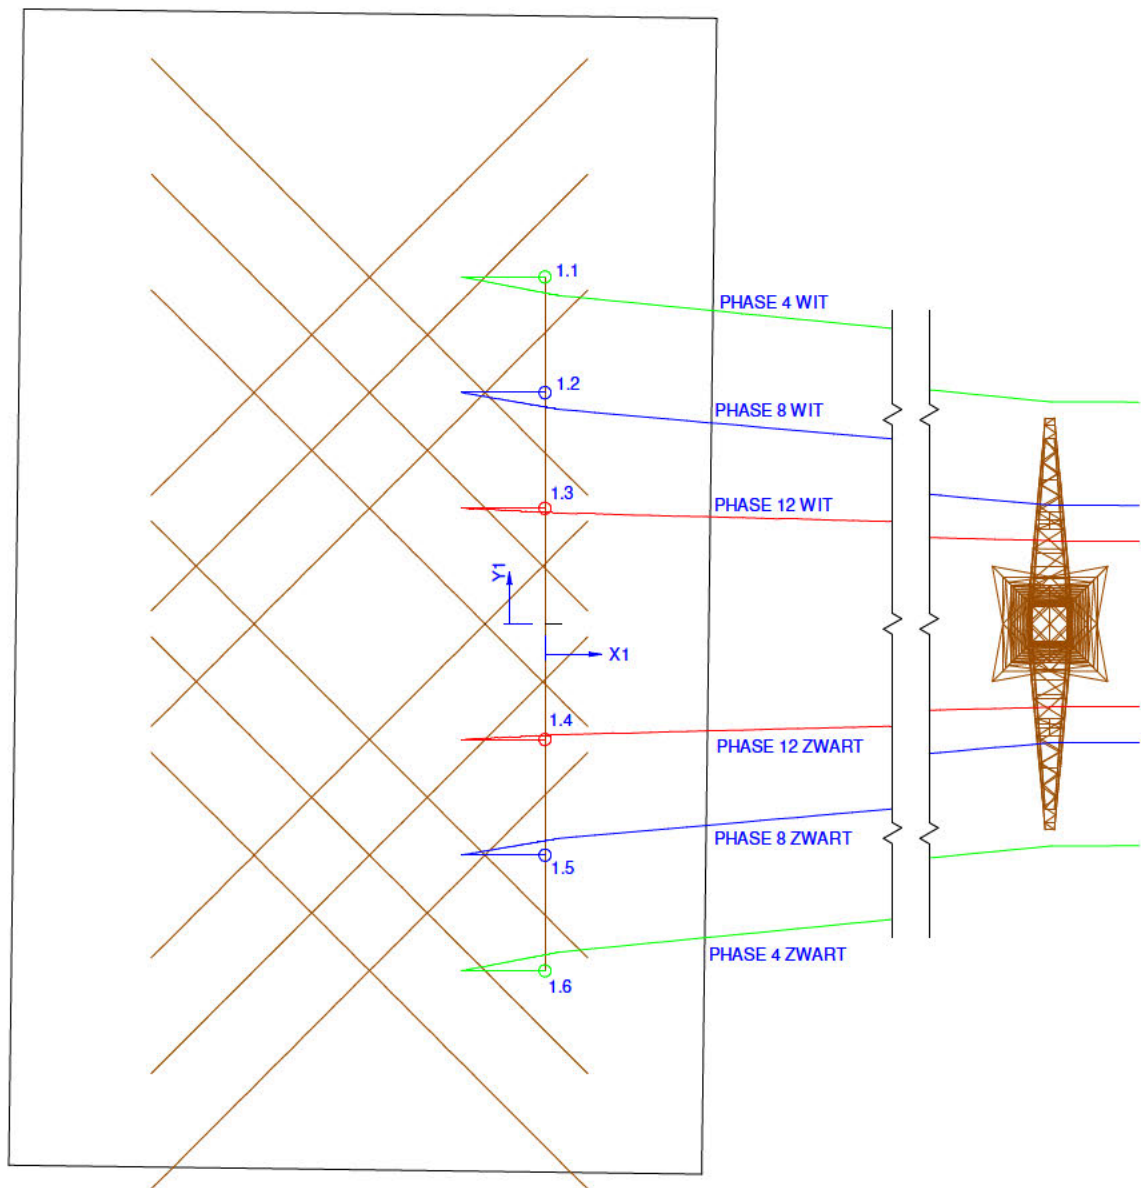 1.1
PHASE 4 WIT
1.2
PHASE 8 WIT
1.3
PHASE 12 WIT
Y1
X1
1.4
PHASE 12 ZWART
PHASE 8 ZWART
1.5
PHASE 4 ZWART
1.6